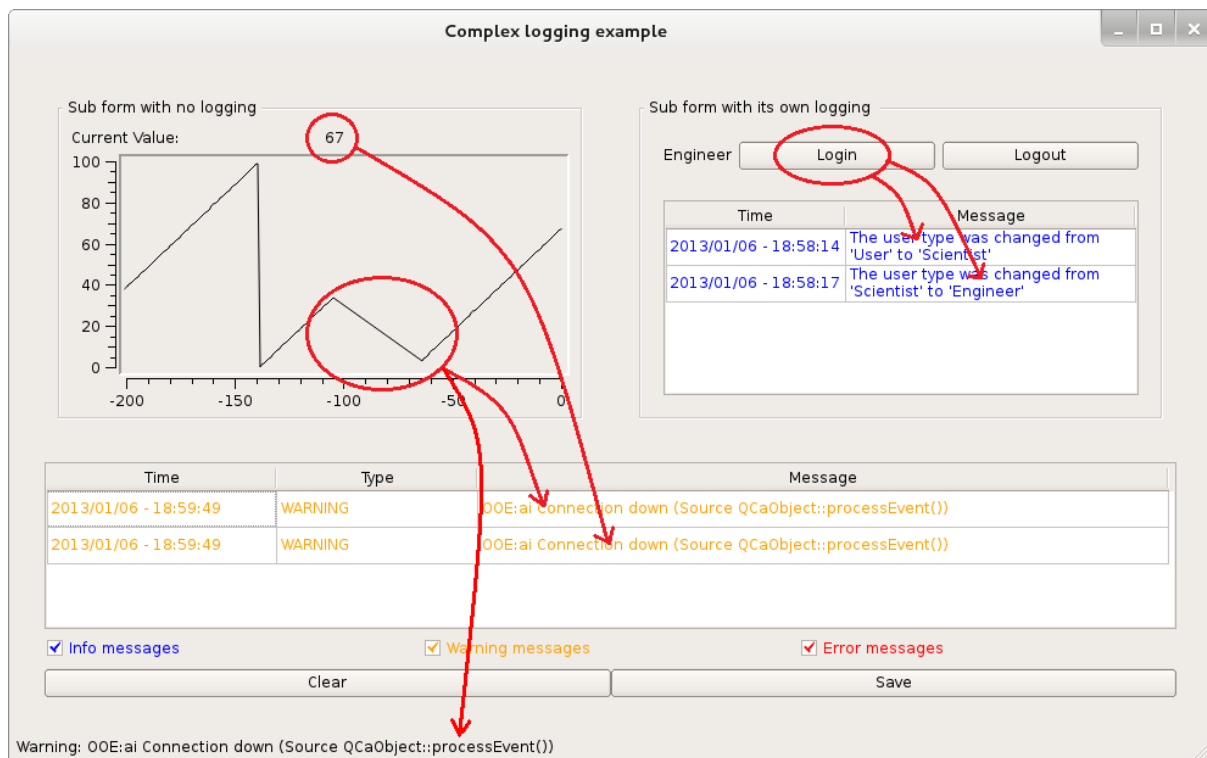 Complex logging example
Sub form with no logging
Current Value: 67
100
80
60
40
20
0
-200 -150 -100 -50 0
Sub form with its own logging
Engineer Login Logout
Time Message
2013/01/06 - 18:58:14 The user type was changed from
'User' to 'Scientist'
2013/01/06 - 18:58:17 The user type was changed from
'Scientist' to 'Engineer'
Time Type Message
2013/01/06 - 18:59:49 WARNING OOE:ai Connection down (Source QCaObject::processEvent())
2013/01/06 - 18:59:49 WARNING OOE:ai Connection down (Source QCaObject::processEvent())
Info messages Warning messages Error messages
Clear Save
Warning: OOE:ai Connection down (Source QCaObject::processEvent())